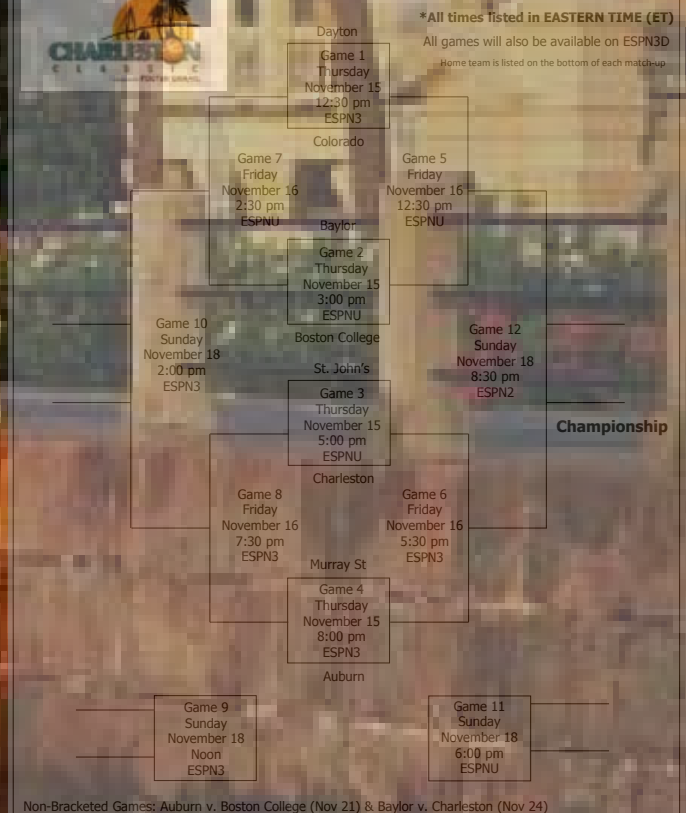 CHARLESTON
CLASSIC
*All times listed in EASTERN TIME (ET)
All games will also be available on ESPN3D
Home team is listed on the bottom of each match-up
Dayton
Game 1
Thursday
November 15
12:30 pm
ESPN3
Colorado
Game 7
Friday
November 16
2:30 pm
ESPNU
Game 5
Friday
November 16
12:30 pm
ESPNU
Baylor
Game 2
Thursday
November 15
3:00 pm
ESPNU
Boston College
Game 10
Sunday
November 18
2:00 pm
ESPN3
Game 12
Sunday
November 18
8:30 pm
ESPN2
Championship
St. John's
Game 3
Thursday
November 15
5:00 pm
ESPNU
Charleston
Game 8
Friday
November 16
7:30 pm
ESPN3
Game 6
Friday
November 16
5:30 pm
ESPN3
Murray St
Game 4
Thursday
November 15
8:00 pm
ESPN3
Auburn
Game 9
Sunday
November 18
Noon
ESPN3
Game 11
Sunday
November 18
6:00 pm
ESPNU
Non-Bracketed Games: Auburn v. Boston College (Nov 21) & Baylor v. Charleston (Nov 24)